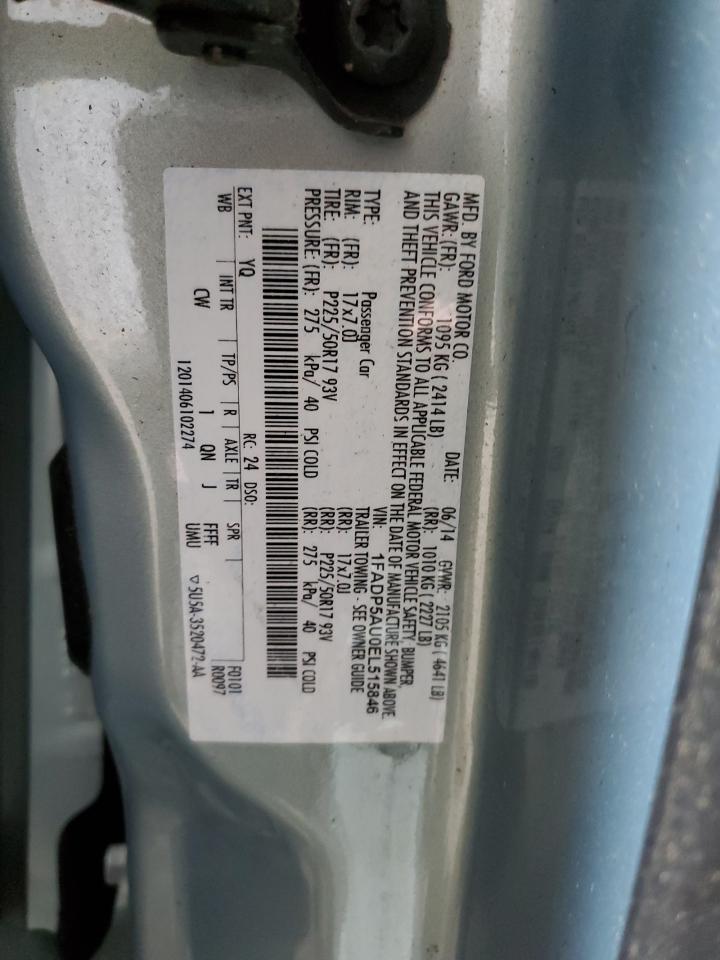 MFD. BY FORD MOTOR CO.
DATE: 06/14 GVWR: 2105 KG ( 4641 LB)
GAWR: (FR): 1095 KG ( 2414 LB) (RR): 1010 KG ( 2227 LB)
THIS VEHICLE CONFORMS TO ALL APPLICABLE FEDERAL MOTOR VEHICLE SAFETY, BUMPER,
AND THEFT PREVENTION STANDARDS IN EFFECT ON THE DATE OF MANUFACTURE SHOWN ABOVE.
VIN: 1FADP5AU0EL515846
TYPE: Passenger Car TRAILER TOWING - SEE OWNER GUIDE
RIM: (FR): 17x7.0J (RR): 17x7.0J
TIRE: (FR): P225/50R17 93V (RR): P225/50R17 93V
PRESSURE: (FR): 275 kPa/ 40 PSI COLD (RR): 275 kPa/ 40 PSI COLD
EXT PNT: YQ RC: 24 DSO: F0101
WB INT TR TP/PS R AXLE TR SPR R0097
CW 1 QN J FFFF
UMU
1201406102274 ▽5U5A-3520472-AA